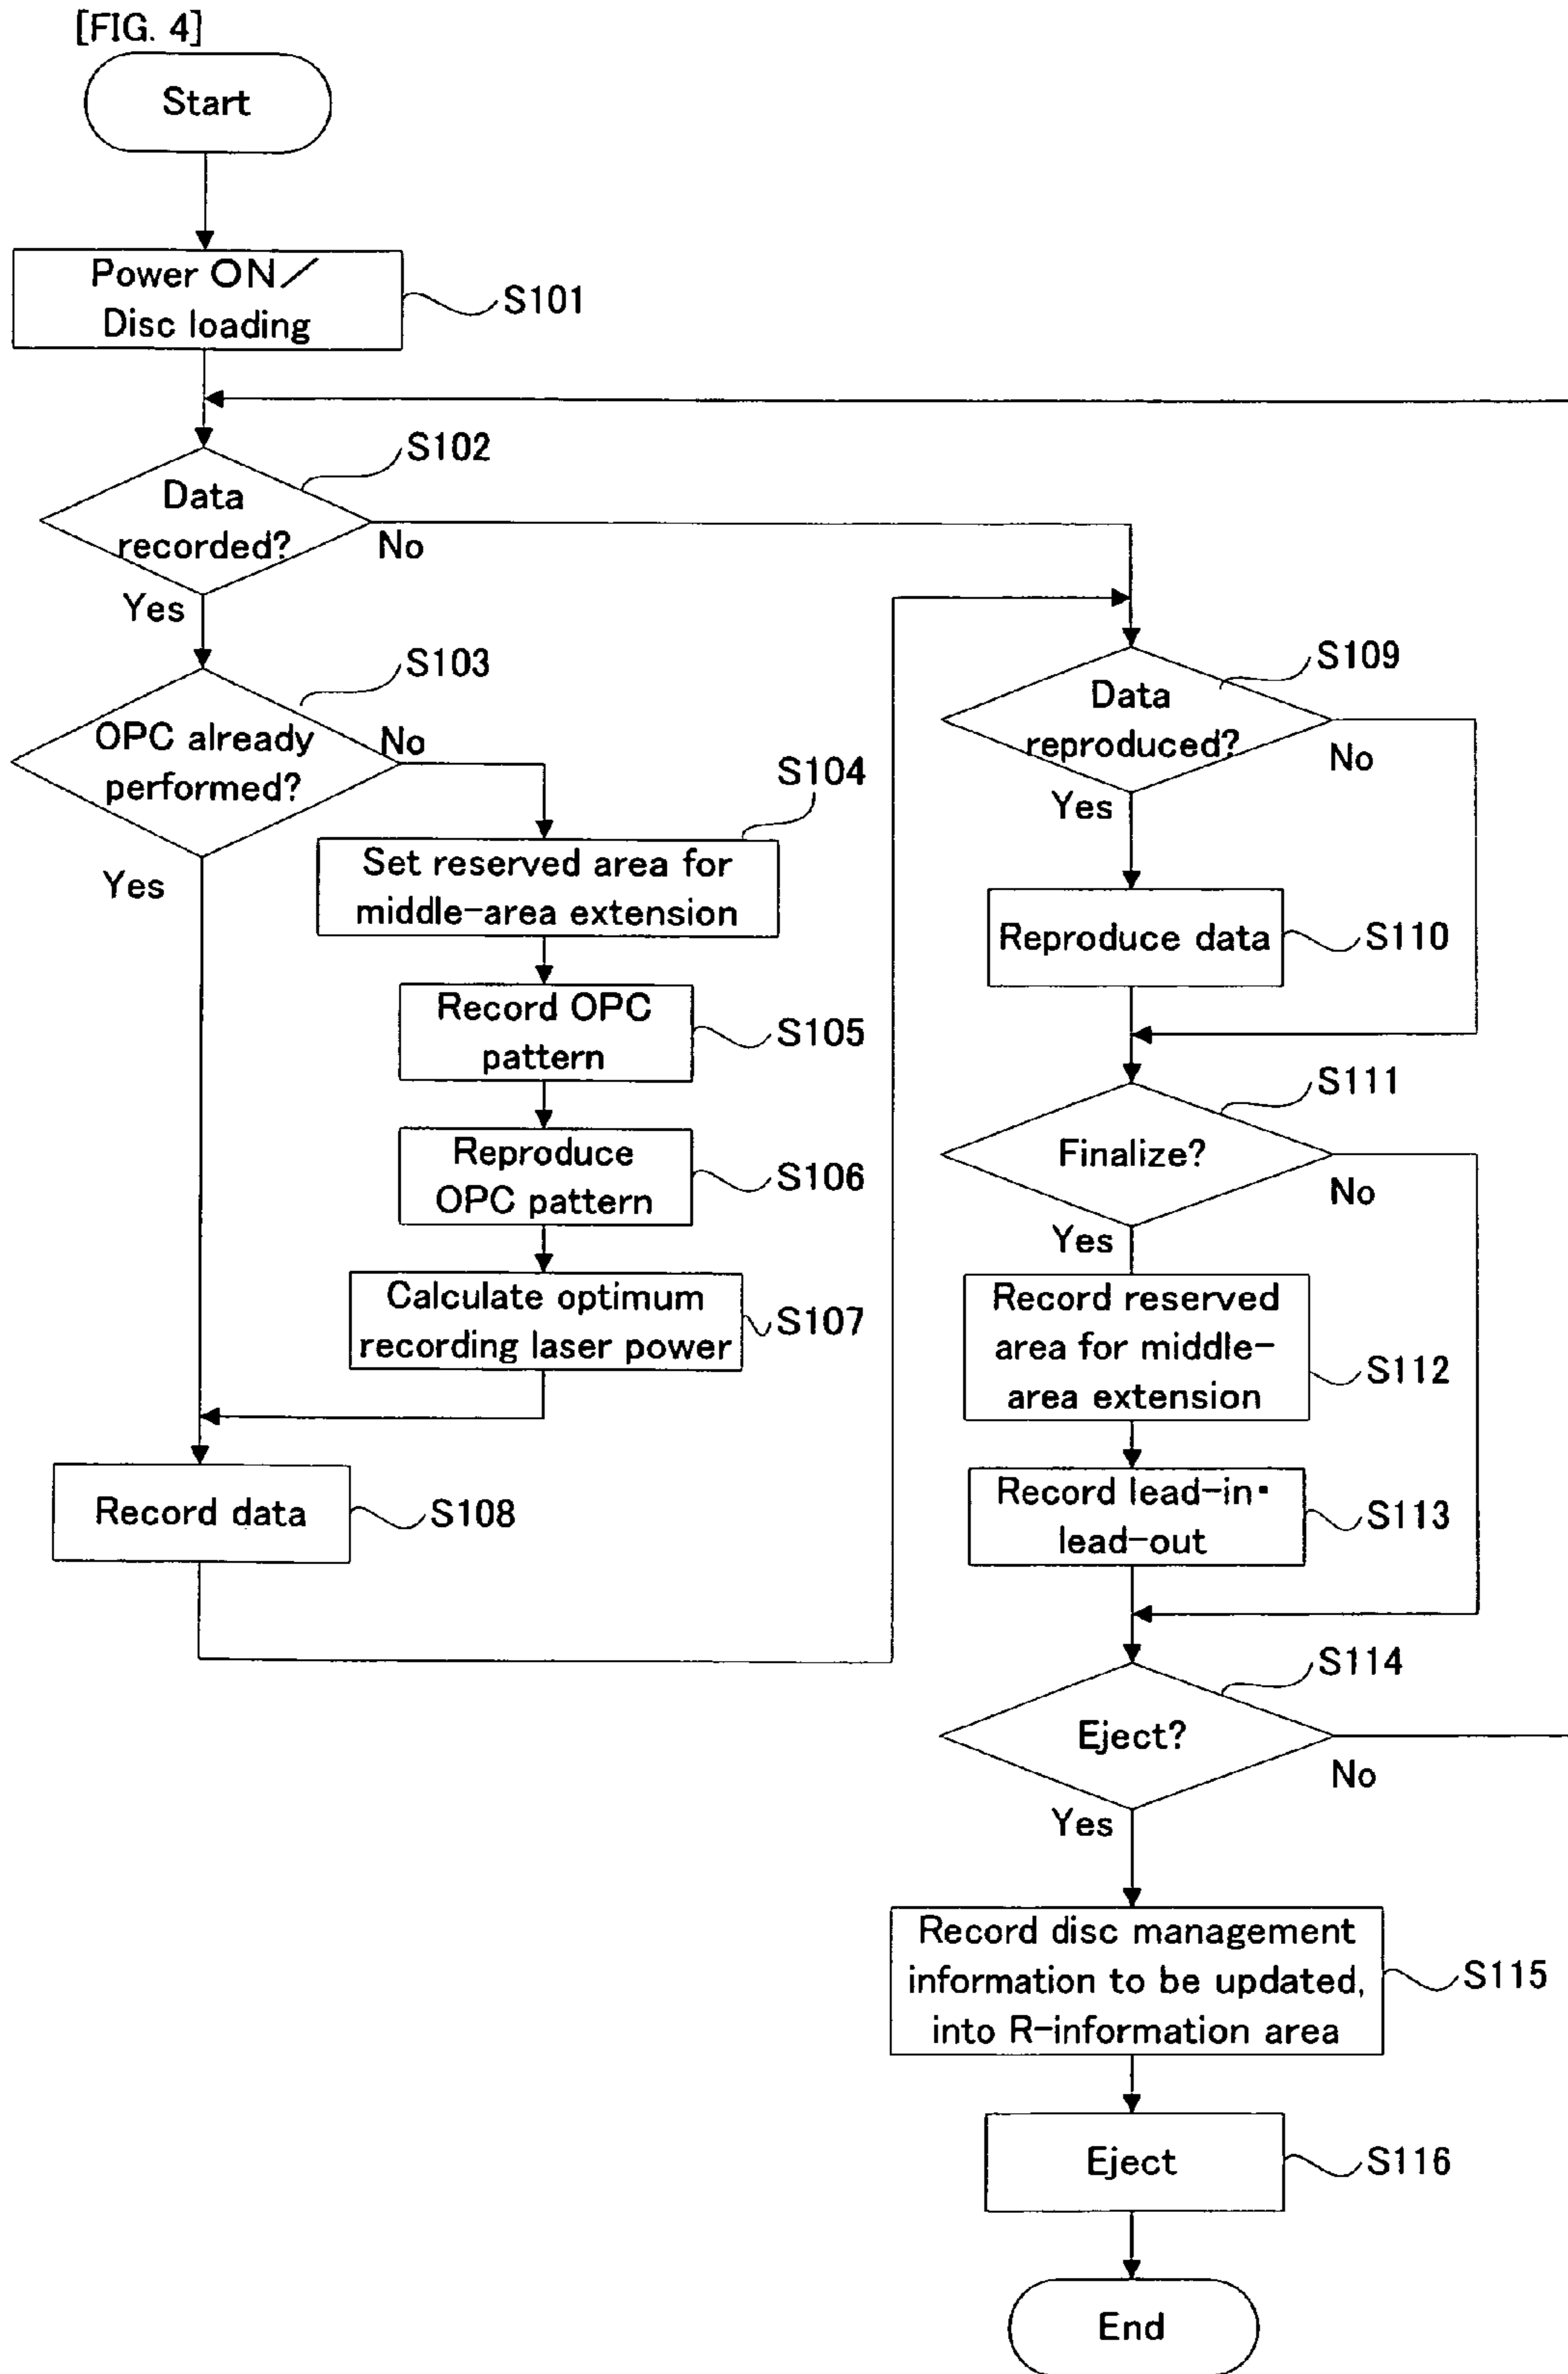 [FIG. 4]
Start
Power ON／
Disc loading
S101
S102
Data
recorded?
No
Yes
S103
OPC already
performed?
No
Yes
S104
Set reserved area for
middle-area extension
Record OPC
pattern
S105
Reproduce
OPC pattern
S106
Calculate optimum
recording laser power
S107
Record data
S108
S109
Data
reproduced?
No
Yes
Reproduce data
S110
S111
Finalize?
No
Yes
Record reserved
area for middle-
area extension
S112
Record lead-in・
lead-out
S113
S114
Eject?
No
Yes
Record disc management
information to be updated,
into R-information area
S115
Eject
S116
End